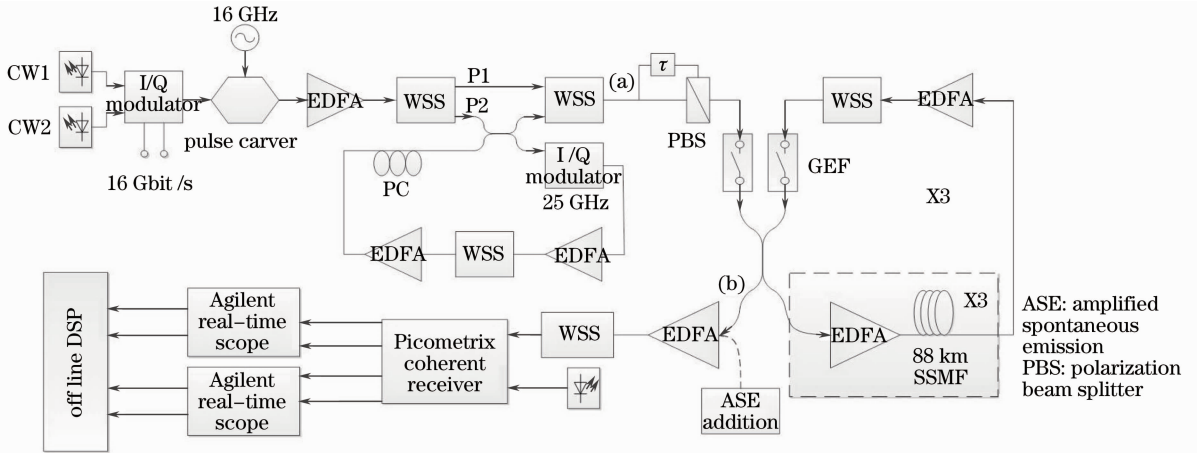 16 GHz
CW1
CW2
I/Q
modulator
16 Gbit /s
pulse carver
EDFA
WSS
P1
P2
WSS
(a)
τ
PBS
GEF
WSS
EDFA
PC
I /Q
modulator
25 GHz
EDFA
WSS
EDFA
X3
(b)
off line DSP
Agilent
real-time
scope
Agilent
real-time
scope
Picometrix
coherent
receiver
WSS
EDFA
ASE
addition
EDFA
X3
88 km
SSMF
ASE: amplified
spontaneous
emission
PBS: polarization
beam splitter